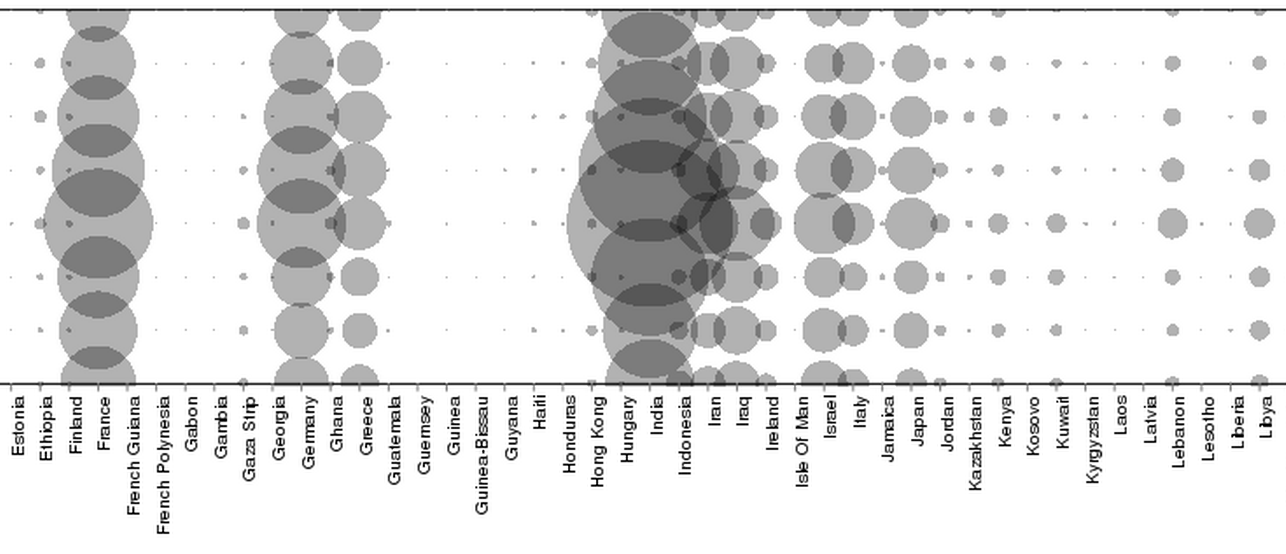 Estonia
Ethiopia
Finland
France
French Guiana
French Polynesia
Gabon
Gambia
Gaza Strip
Georgia
Germany
Ghana
Greece
Guatemala
Guernsey
Guinea
Guinea-Bissau
Guyana
Haiti
Honduras
Hong Kong
Hungary
India
Indonesia
Iran
Iraq
Ireland
Isle Of Man
Israel
Italy
Jamaica
Japan
Jordan
Kazakhstan
Kenya
Kosovo
Kuwait
Kyrgyzstan
Laos
Latvia
Lebanon
Lesotho
Liberia
Libya